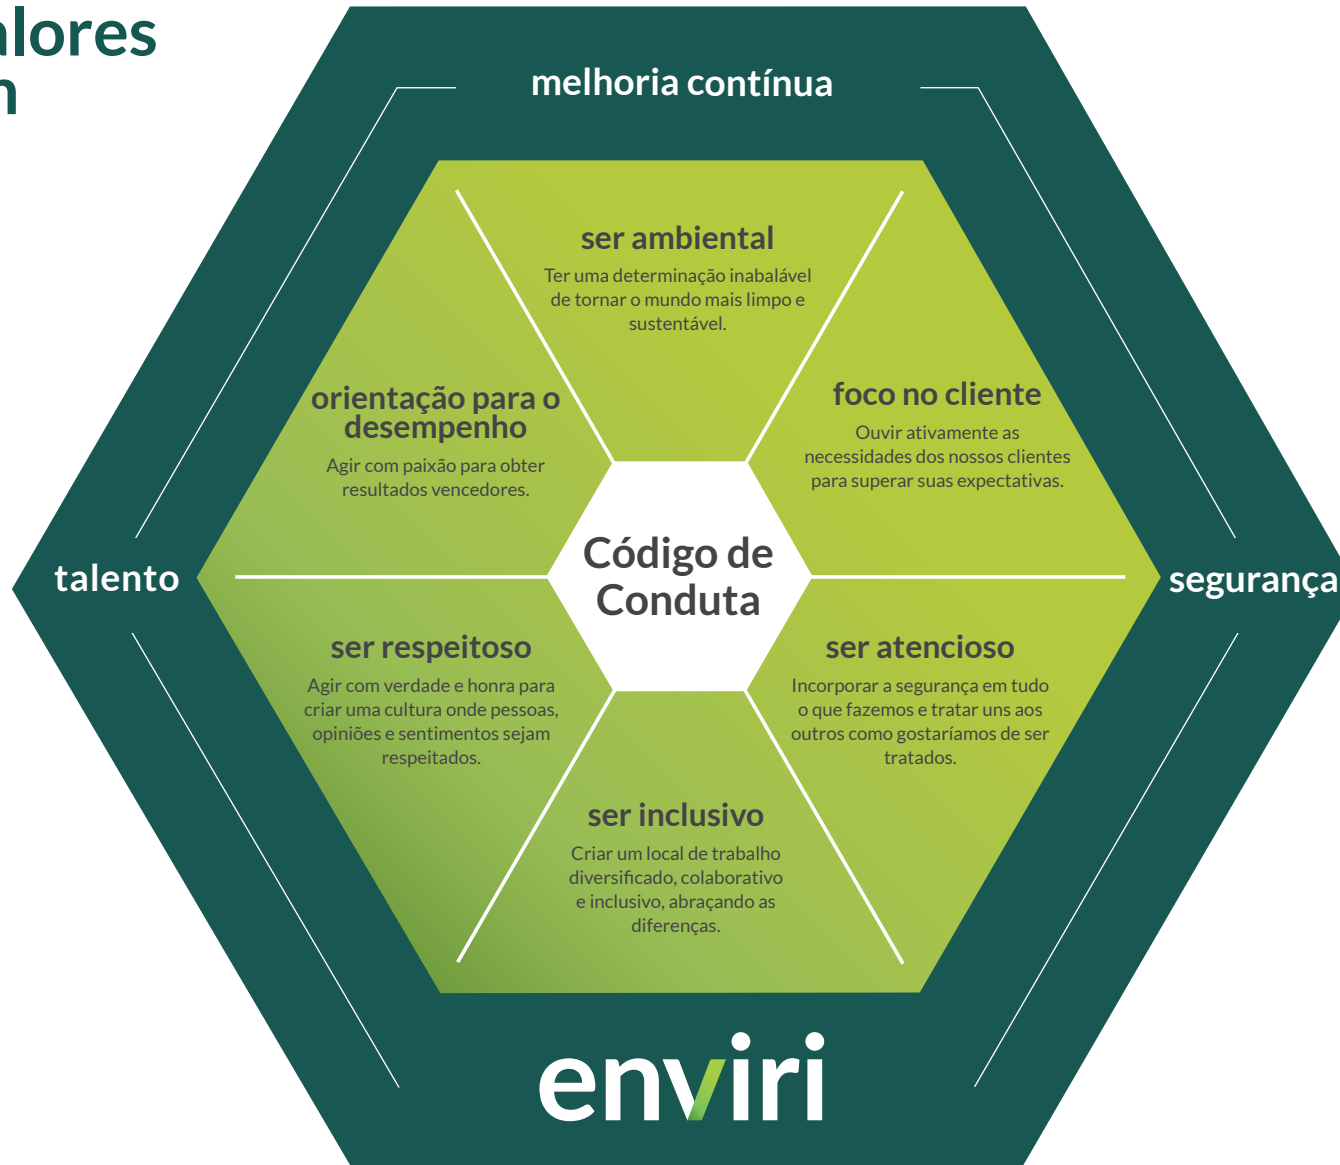 alores
melhoria contínua
ser ambiental
Ter uma determinação inabalável
de tornar o mundo mais limpo e
sustentável.
orientação para o
desempenho
Agir com paixão para obter
resultados vencedores.
foco no cliente
Ouvir ativamente as
necessidades dos nossos clientes
para superar suas expectativas.
Código de
Conduta
talento
segurança
ser respeitoso
Agir com verdade e honra para
criar uma cultura onde pessoas,
opiniões e sentimentos sejam
respeitados.
ser atencioso
Incorporar a segurança em tudo
o que fazemos e tratar uns aos
outros como gostaríamos de ser
tratados.
ser inclusivo
Criar um local de trabalho
diversificado, colaborativo
e inclusivo, abraçando as
diferenças.
enviri